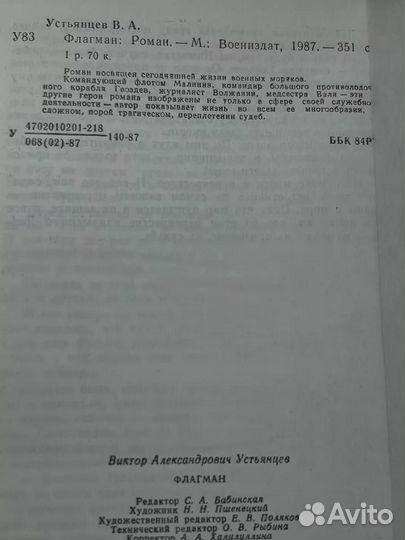 Устьянцев В. А.
У83
Флагман: Роман. — М.: Воениздат, 1987. — 351 с
1 р. 70 к.
Роман посвящен сегодняшней жизни военных моряков.
Командующий флотом Малинин, командир большого противолодоч
ного корабля Гвоздев, журналист Волжанин, медсестра Валя — эти
другие герои романа изображены не только в сфере своей служебно
деятельности — автор показывает жизнь во всем ее многообразии,
сложном, порой трагическом, переплетении судеб.
У
4702010201-218
068(02)-87
—140-87
ББК 84Р
Виктор Александрович Устьянцев
ФЛАГМАН
Редактор С. А. Бабинская
Художник Н. Н. Пшенецкий
Художественный редактор Е. В. Поляков
Технический редактор О. В. Рыбина
Корректор А. А. Халилуллина
Avito